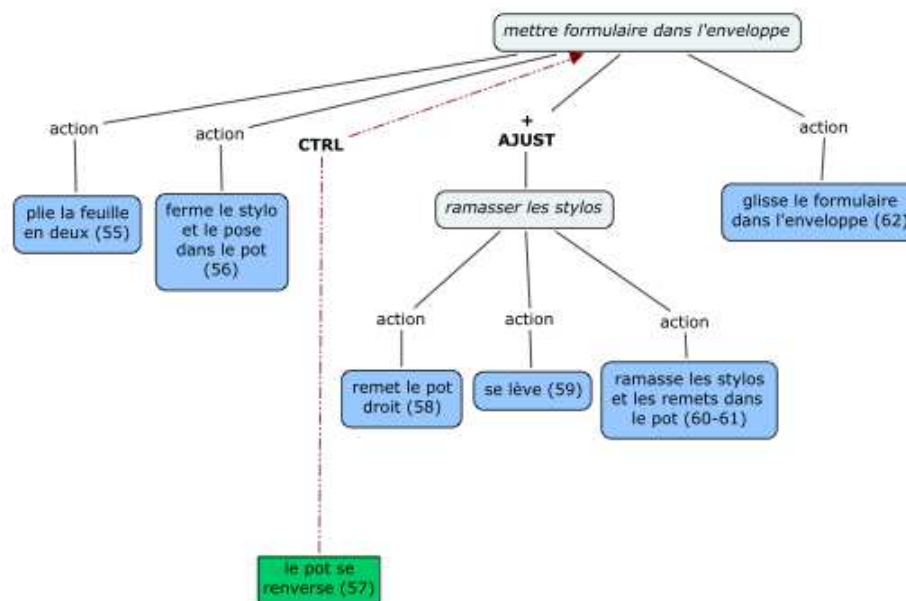 mettre formulaire dans l'enveloppe
action
action
CTRL
+
AJUST
action
plie la feuille
en deux (55)
ferme le stylo
et le pose
dans le pot
(56)
ramasser les stylos
glisse le formulaire
dans l'enveloppe (62)
action
action
action
remet le pot
droit (58)
se lève (59)
ramasse les stylos
et les remets dans
le pot (60-61)
le pot se
renverse (57)